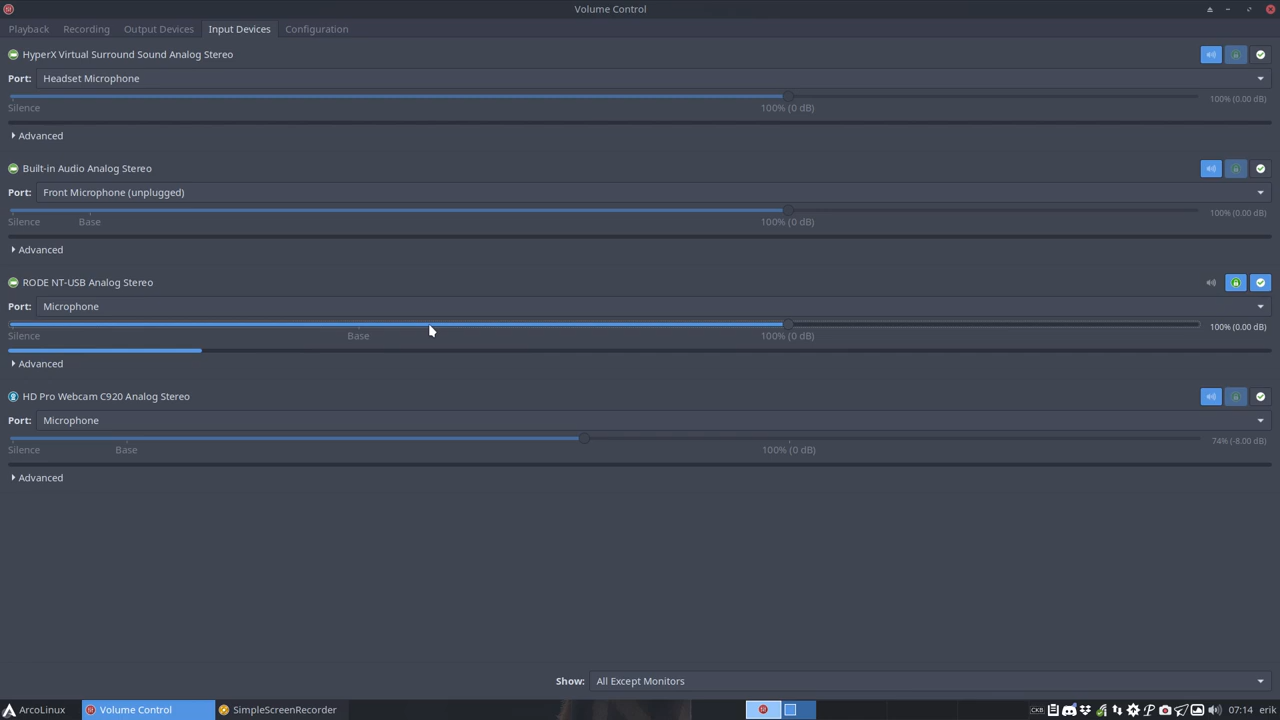 Volume Control
Playback Recording Output Devices Input Devices Configuration
HyperX Virtual Surround Sound Analog Stereo
Port: Headset Microphone
Silence 100% (0 dB) 100% (0.00 dB)
Advanced
Built-in Audio Analog Stereo
Port: Front Microphone (unplugged)
Silence Base 100% (0 dB) 100% (0.00 dB)
Advanced
RODE NT-USB Analog Stereo
Port: Microphone
Silence Base 100% (0 dB) 100% (0.00 dB)
Advanced
HD Pro Webcam C920 Analog Stereo
Port: Microphone
Silence Base 100% (0 dB) 74% (-8.00 dB)
Advanced
Show: All Except Monitors
ArcoLinux Volume Control SimpleScreenRecorder CKB 07:14 erik